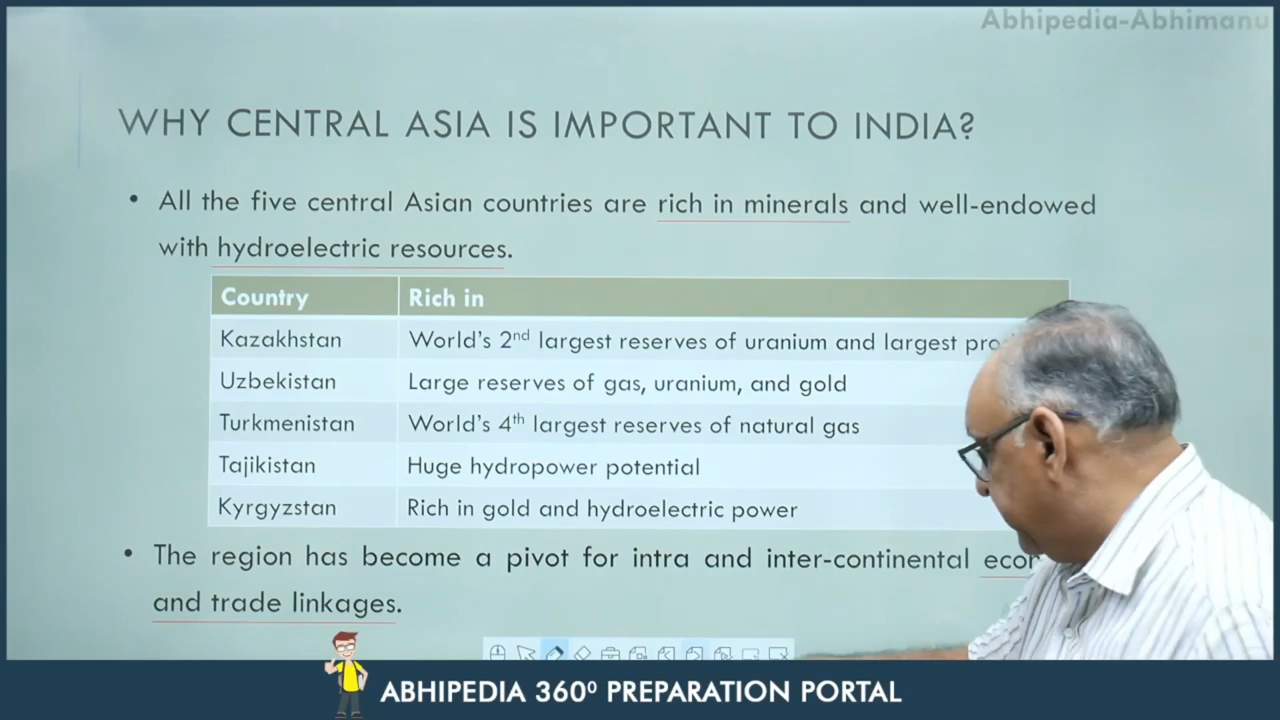 Abhipedia-Abhimanu
WHY CENTRAL ASIA IS IMPORTANT TO INDIA?
• All the five central Asian countries are rich in minerals and well-endowed
with hydroelectric resources.
Country Rich in
Kazakhstan World's 2nd largest reserves of uranium and largest
Uzbekistan Large reserves of gas, uranium, and gold
Turkmenistan World's 4th largest reserves of natural gas
Tajikistan Huge hydropower potential
Kyrgyzstan Rich in gold and hydroelectric power
• The region has become a pivot for intra and inter-continental
and trade linkages.
ABHIPEDIA 360⁰ PREPARATION PORTAL